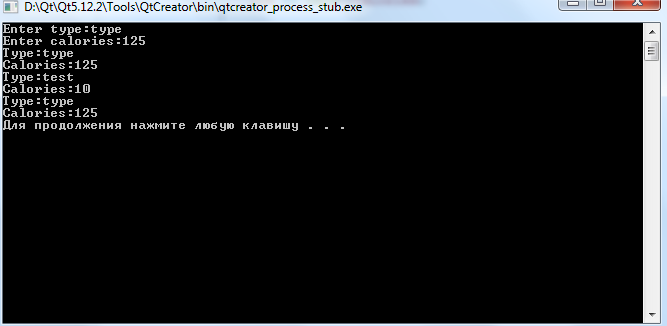 D:\Qt\Qt5.12.2\Tools\QtCreator\bin\qtcreator_process_stub.exe
Enter type:type
Enter calories:125
Type:type
Calories:125
Type:test
Calories:10
Type:type
Calories:125
Для продолжения нажмите любую клавишу . . .